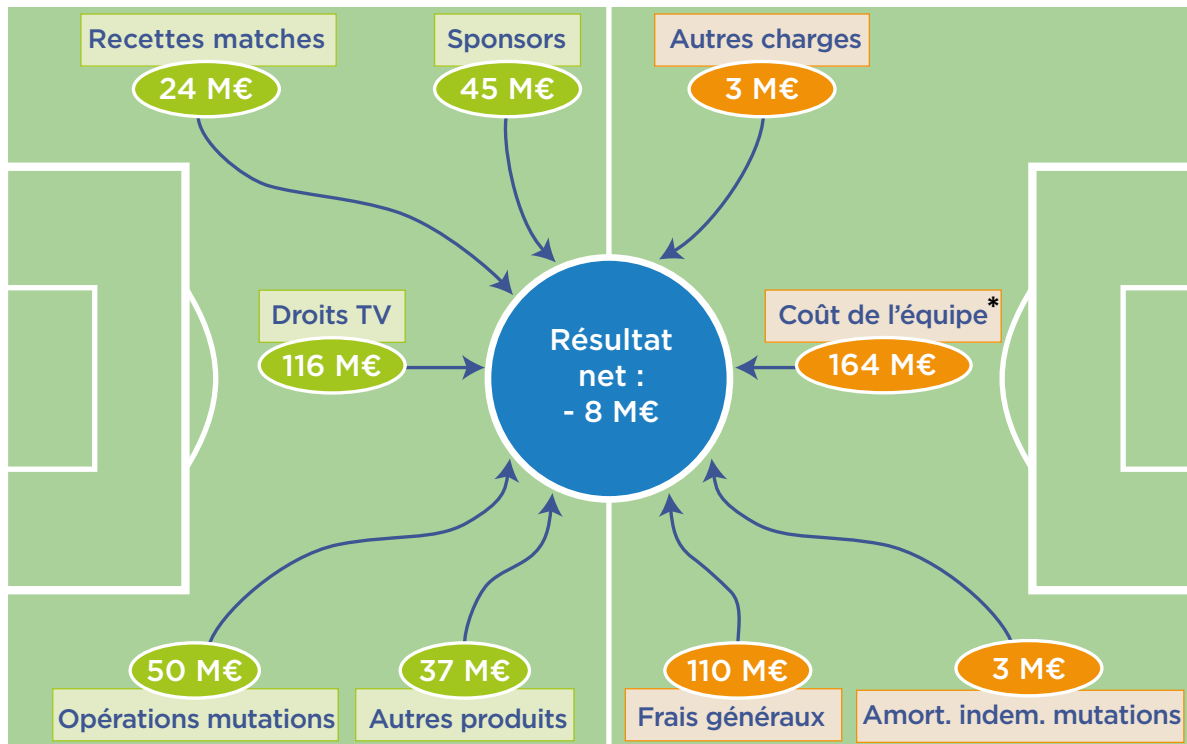 Recettes matches
24 M€
Sponsors
45 M€
Autres charges
3 M€
Droits TV
116 M€
Résultat
net :
- 8 M€
Coût de l'équipe*
164 M€
50 M€
Opérations mutations
37 M€
Autres produits
110 M€
Frais généraux
3 M€
Amort. indem. mutations